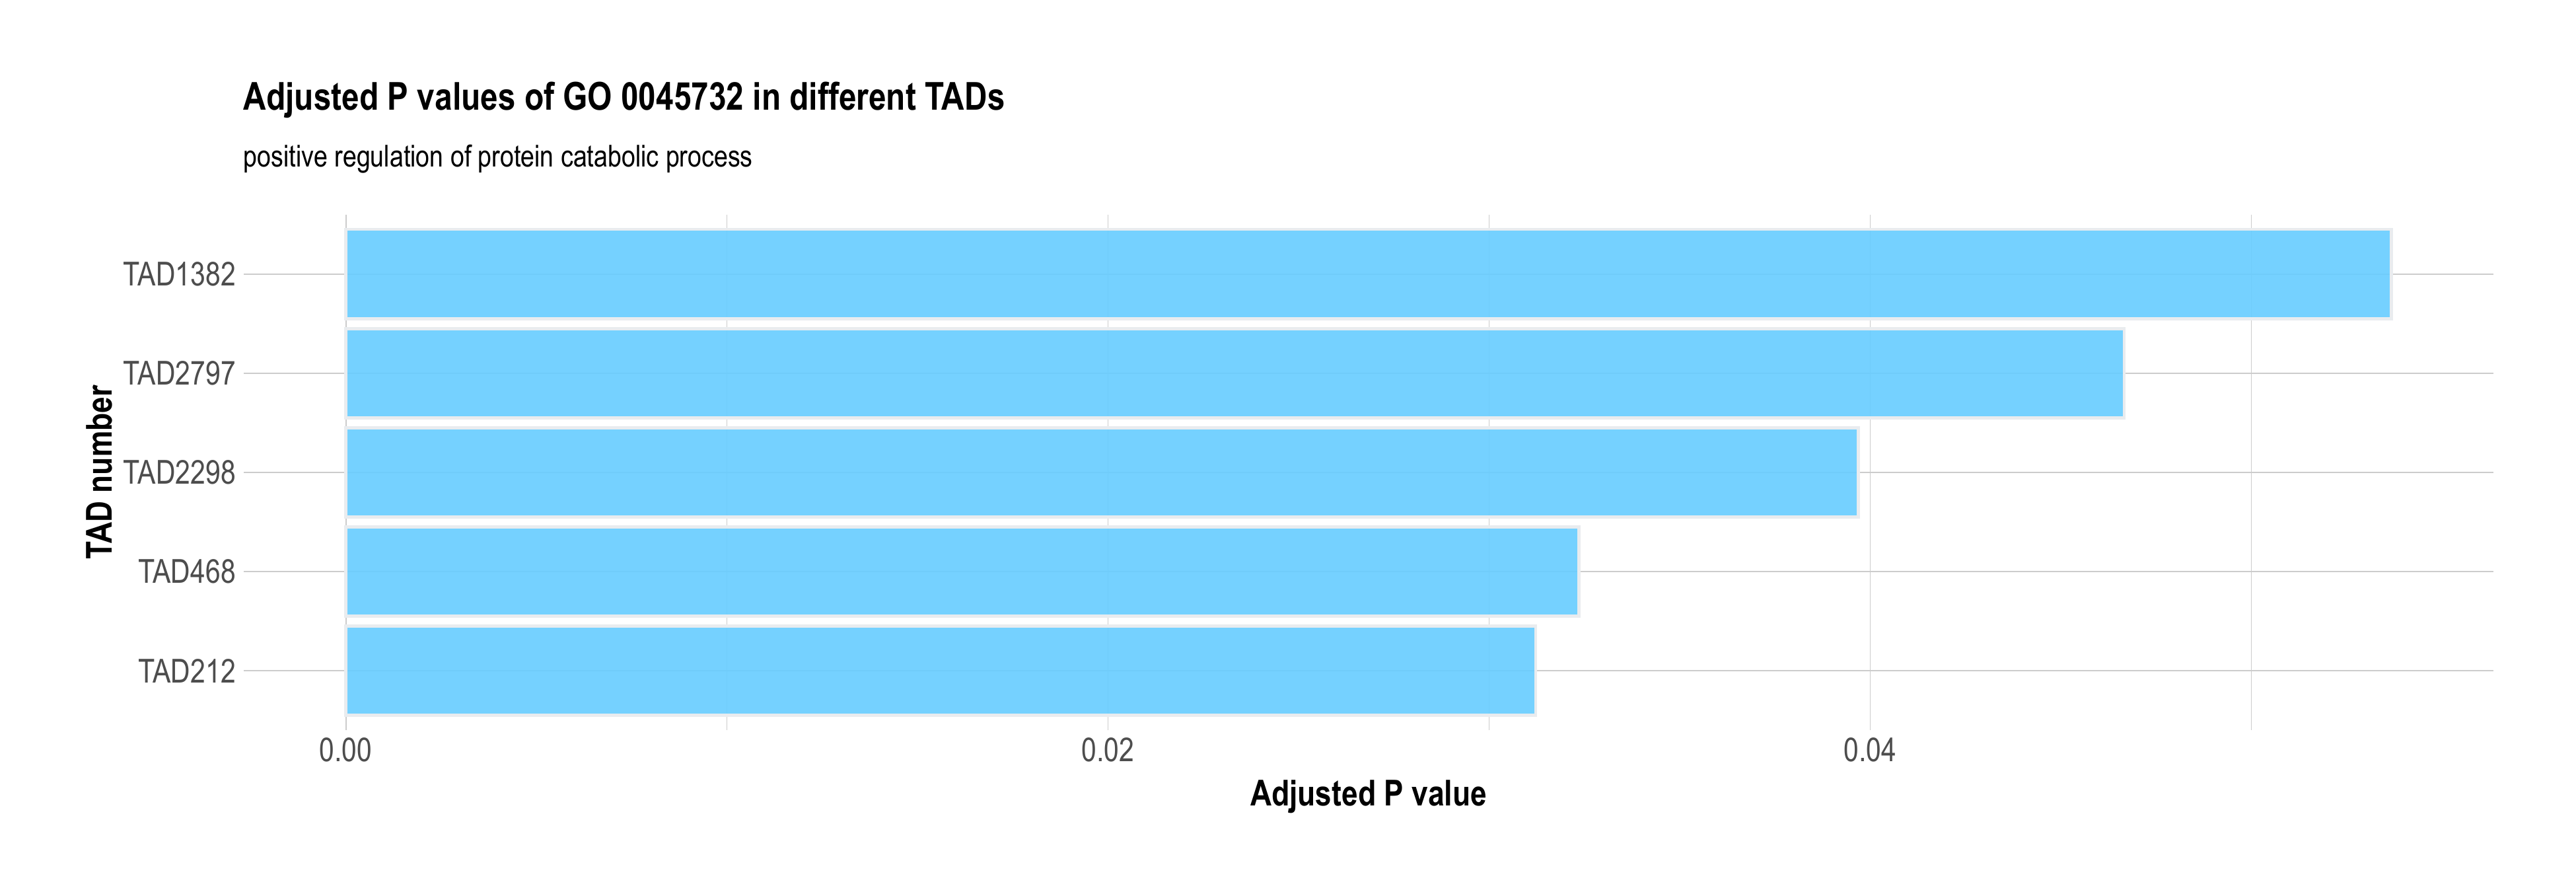 Adjusted P values of GO 0045732 in different TADs
positive regulation of protein catabolic process
TAD number
TAD1382
TAD2797
TAD2298
TAD468
TAD212
0.00 0.02 0.04
Adjusted P value